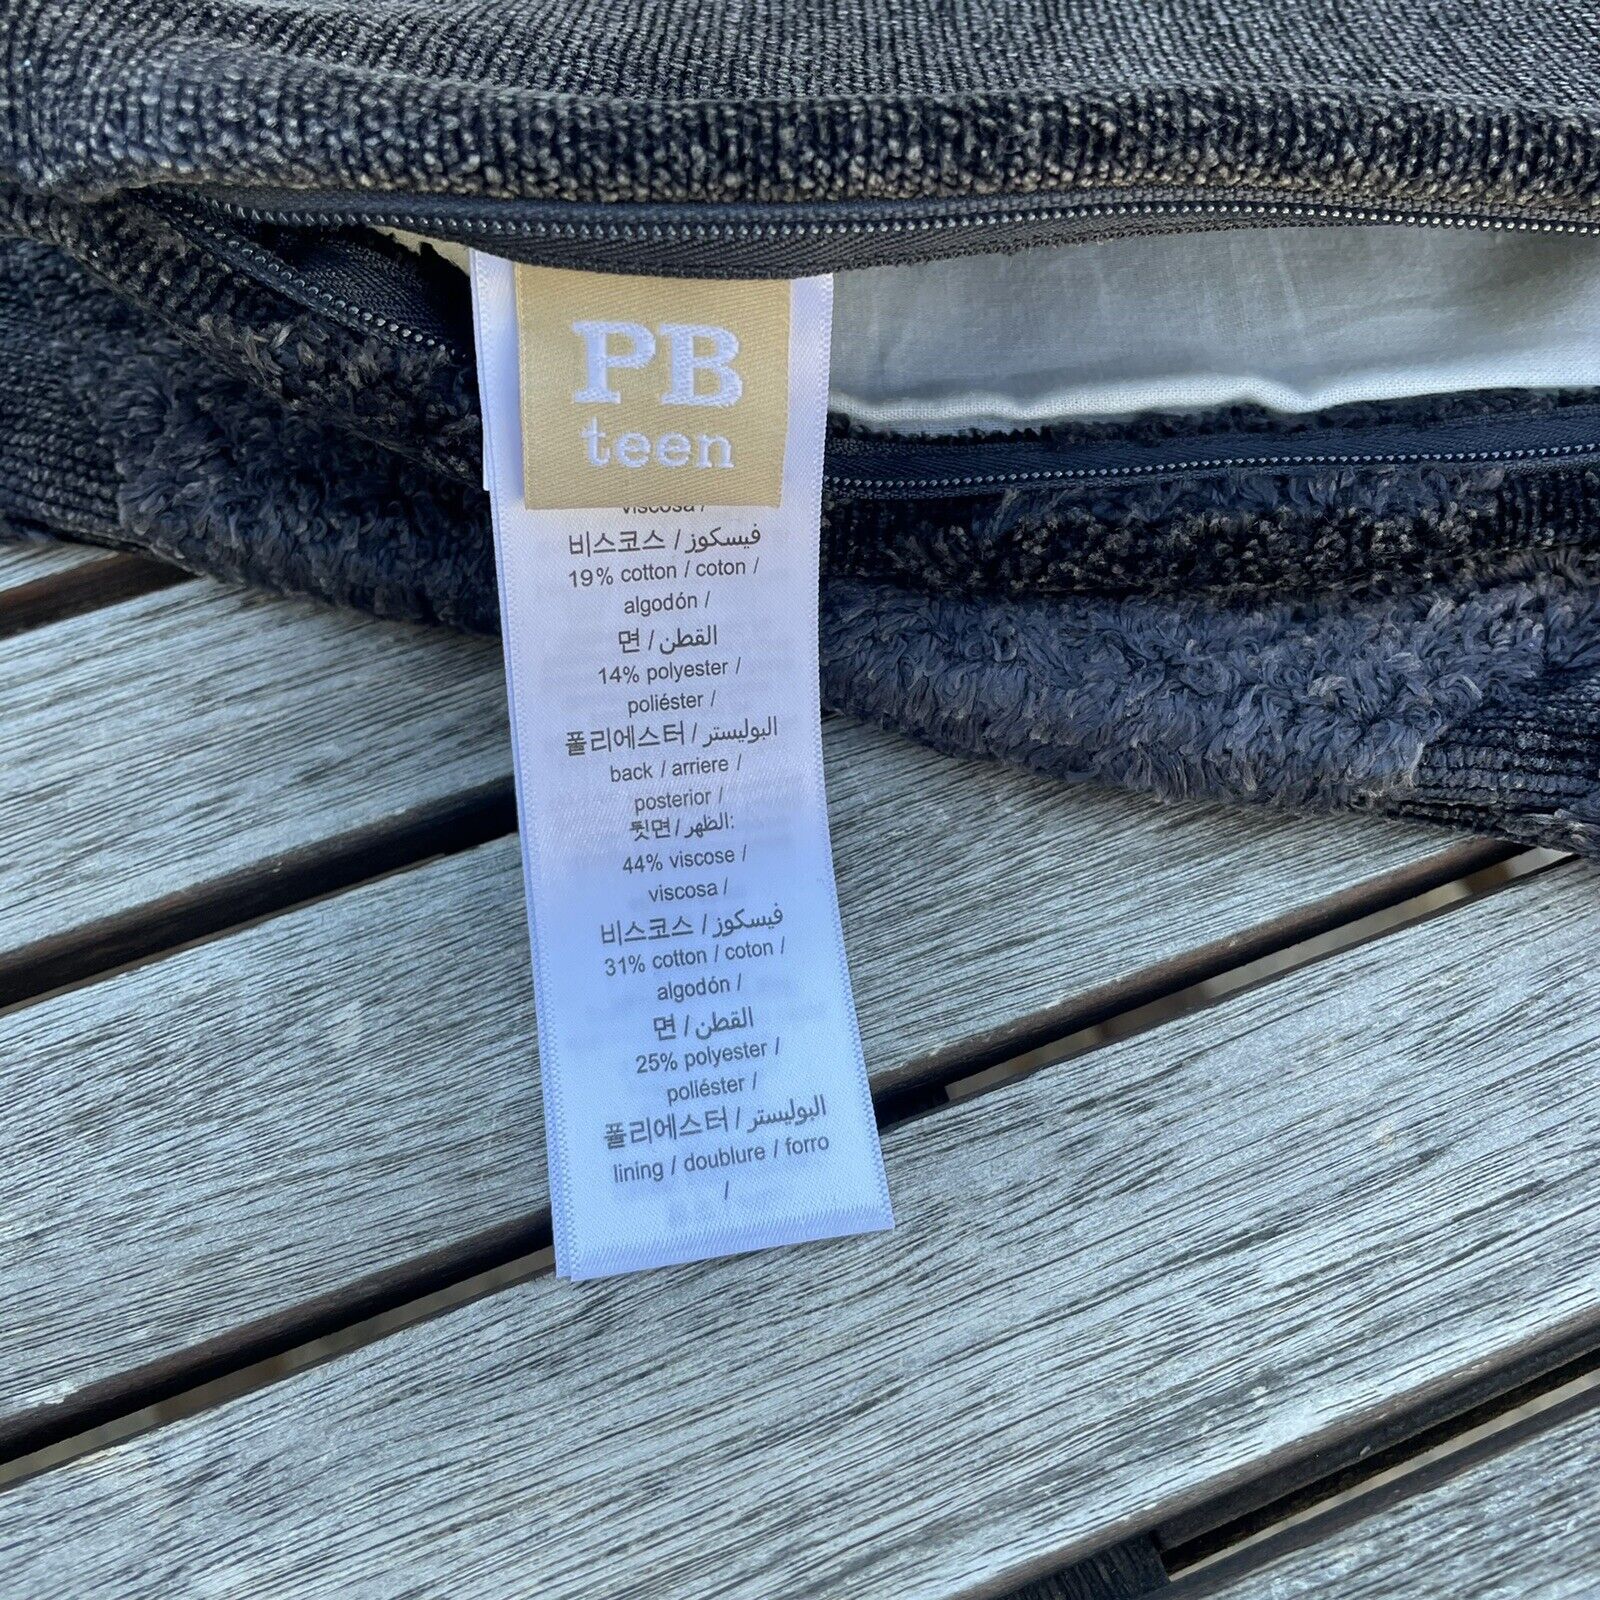 PB
teen
viscosa /
비스코스 / فيسكوز
19% cotton / coton /
algodón /
면 / القطن
14% polyester /
poliéster /
폴리에스터 / البوليستر
back / arriere /
posterior /
뒷면 / الظهر:
44% viscose /
viscosa /
비스코스 / فيسكوز
31% cotton / coton /
algodón /
면 / القطن
25% polyester /
poliéster /
폴리에스터 / البوليستر
lining / doublure / forro
/